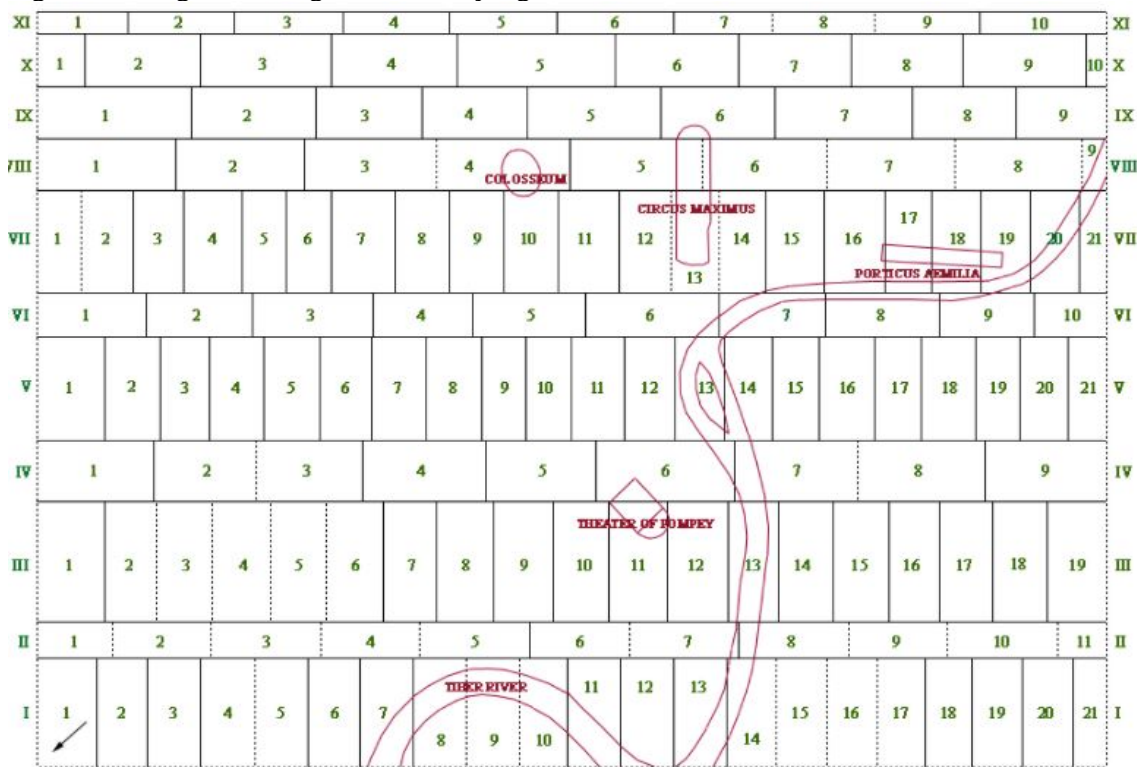 XI 1 2 3 4 5 6 7 8 9 10 XI
X 1 2 3 4 5 6 7 8 9 10 X
IX 1 2 3 4 5 6 7 8 9 IX
VIII 1 2 3 4 5 6 7 8 9 VIII
COLOSSEUM
CIRCUS MAXIMUS
VII 1 2 3 4 5 6 7 8 9 10 11 12 13 14 15 16 17 18 19 20 21 VII
PORTICUS AEMILIA
VI 1 2 3 4 5 6 7 8 9 10 VI
V 1 2 3 4 5 6 7 8 9 10 11 12 13 14 15 16 17 18 19 20 21 V
IV 1 2 3 4 5 6 7 8 9 IV
THEATER OF POMPEY
III 1 2 3 4 5 6 7 8 9 10 11 12 13 14 15 16 17 18 19 III
II 1 2 3 4 5 6 7 8 9 10 11 II
TIBER RIVER
I 1 2 3 4 5 6 7 8 9 10 11 12 13 14 15 16 17 18 19 20 21 I